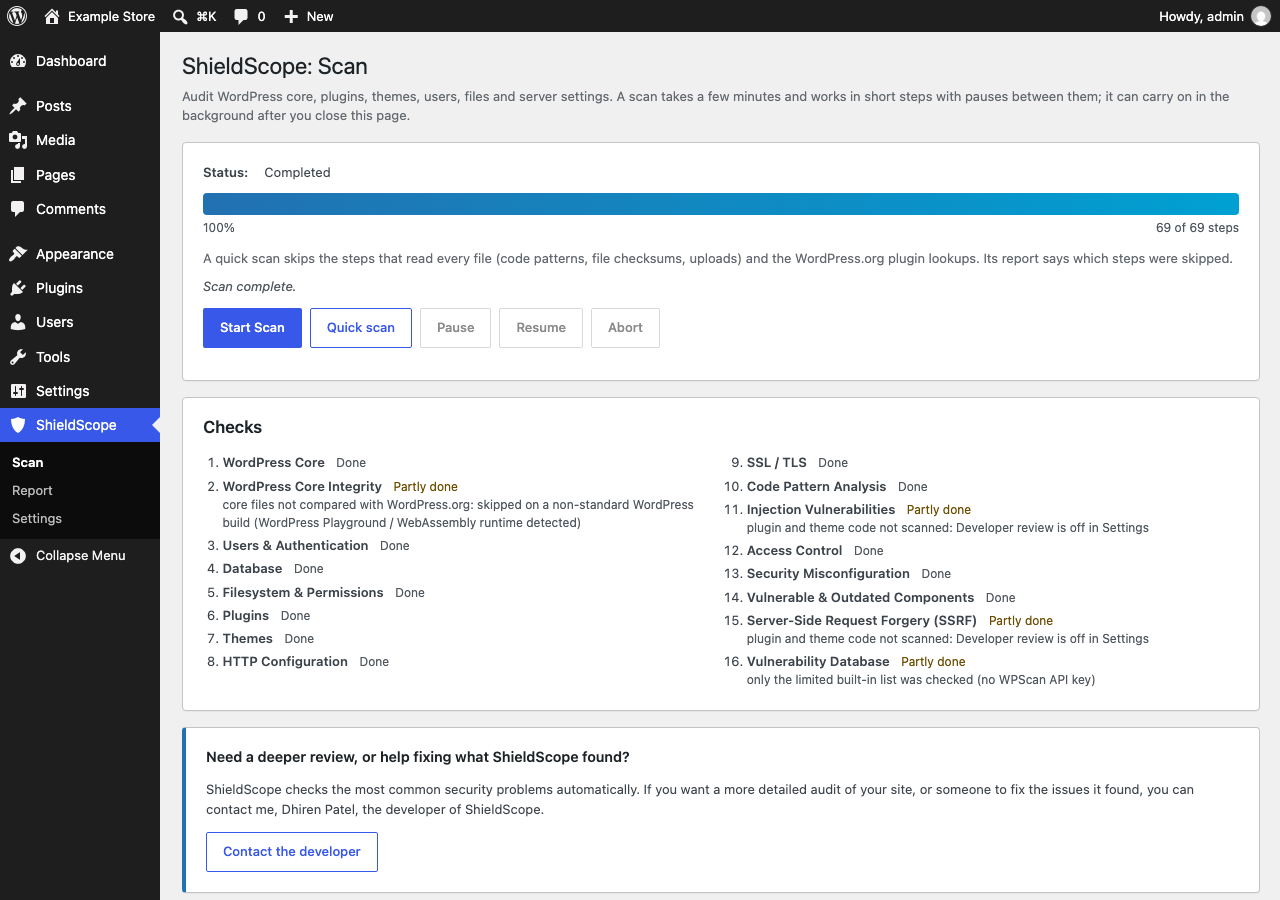 Example Store ⌘K 0 New Howdy, admin
Dashboard
Posts
Media
Pages
Comments
Appearance
Plugins
Users
Tools
Settings
ShieldScope
Scan
Report
Settings
Collapse Menu
ShieldScope: Scan
Audit WordPress core, plugins, themes, users, files and server settings. A scan takes a few minutes and works in short steps with pauses between them; it can carry on in the
background after you close this page.
Status: Completed
100% 69 of 69 steps
A quick scan skips the steps that read every file (code patterns, file checksums, uploads) and the WordPress.org plugin lookups. Its report says which steps were skipped.
Scan complete.
Start Scan Quick scan Pause Resume Abort
Checks
1. WordPress Core Done
2. WordPress Core Integrity Partly done
core files not compared with WordPress.org: skipped on a non-standard WordPress
build (WordPress Playground / WebAssembly runtime detected)
3. Users & Authentication Done
4. Database Done
5. Filesystem & Permissions Done
6. Plugins Done
7. Themes Done
8. HTTP Configuration Done
9. SSL / TLS Done
10. Code Pattern Analysis Done
11. Injection Vulnerabilities Partly done
plugin and theme code not scanned: Developer review is off in Settings
12. Access Control Done
13. Security Misconfiguration Done
14. Vulnerable & Outdated Components Done
15. Server-Side Request Forgery (SSRF) Partly done
plugin and theme code not scanned: Developer review is off in Settings
16. Vulnerability Database Partly done
only the limited built-in list was checked (no WPScan API key)
Need a deeper review, or help fixing what ShieldScope found?
ShieldScope checks the most common security problems automatically. If you want a more detailed audit of your site, or someone to fix the issues it found, you can
contact me, Dhiren Patel, the developer of ShieldScope.
Contact the developer